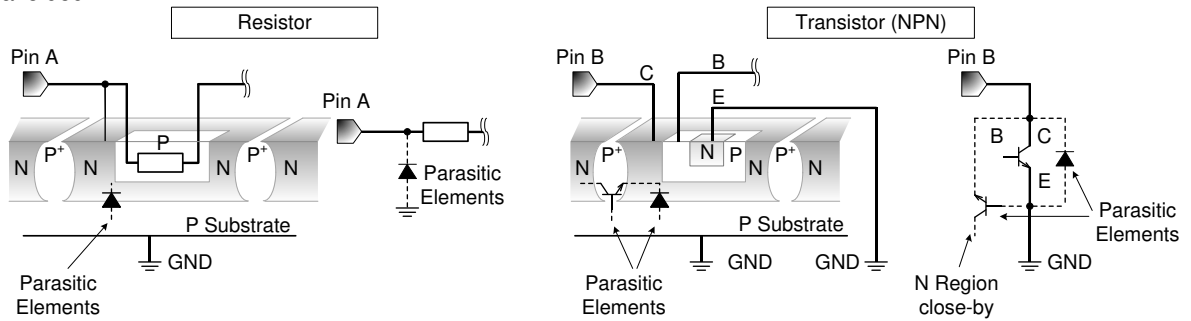 Resistor
Transistor (NPN)
Pin A
Pin B
B
Pin B
C
E
Pin A
P
N
P+
N
P+
N
N
Parasitic
Elements
P Substrate
GND
Parasitic
Elements
N
P+
N
P
N
P+
N
N
P Substrate
GND
GND
Parasitic
Elements
B
C
E
Parasitic
Elements
GND
N Region
close-by